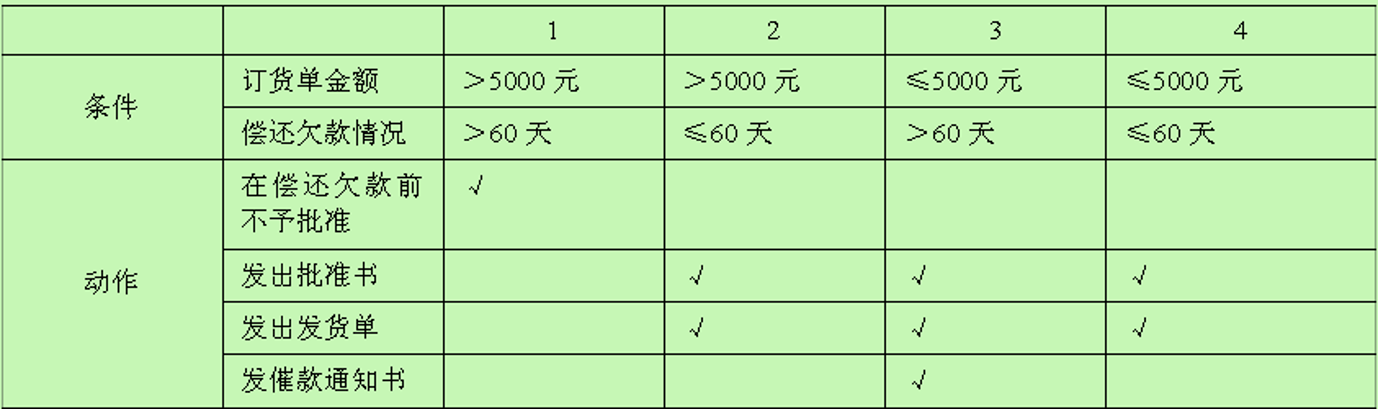 1 2 3 4
条件 订货单金额 >5000 元 >5000 元 ≤5000 元 ≤5000 元
偿还欠款情况 >60 天 ≤60 天 >60 天 ≤60 天
动作 在偿还欠款前 √
不予批准
发出批准书 √ √ √
发出发货单 √ √ √
发催款通知书 √